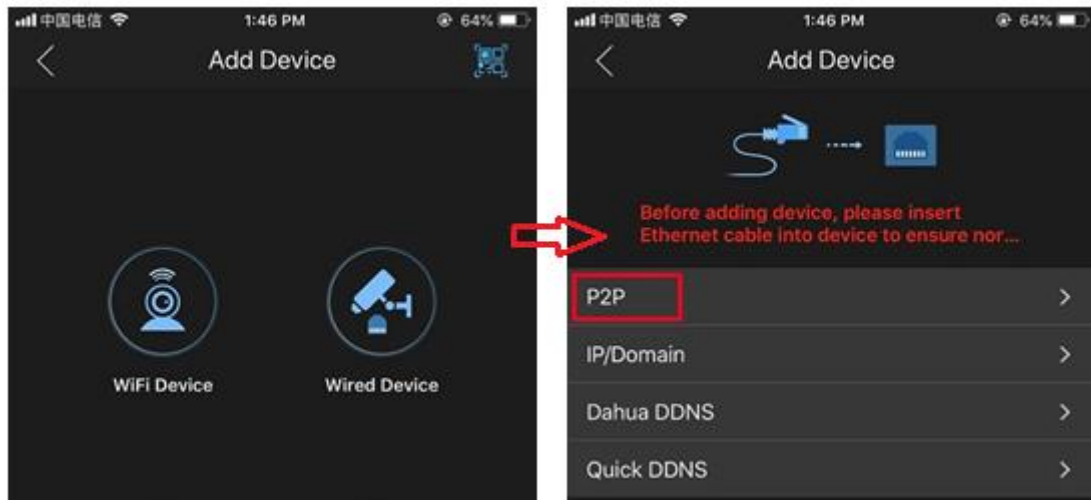 中国电信 1:46 PM 64%
Add Device
WiFi Device Wired Device
中国电信 1:46 PM 64%
Add Device
Before adding device, please insert
Ethernet cable into device to ensure nor...
P2P
IP/Domain
Dahua DDNS
Quick DDNS